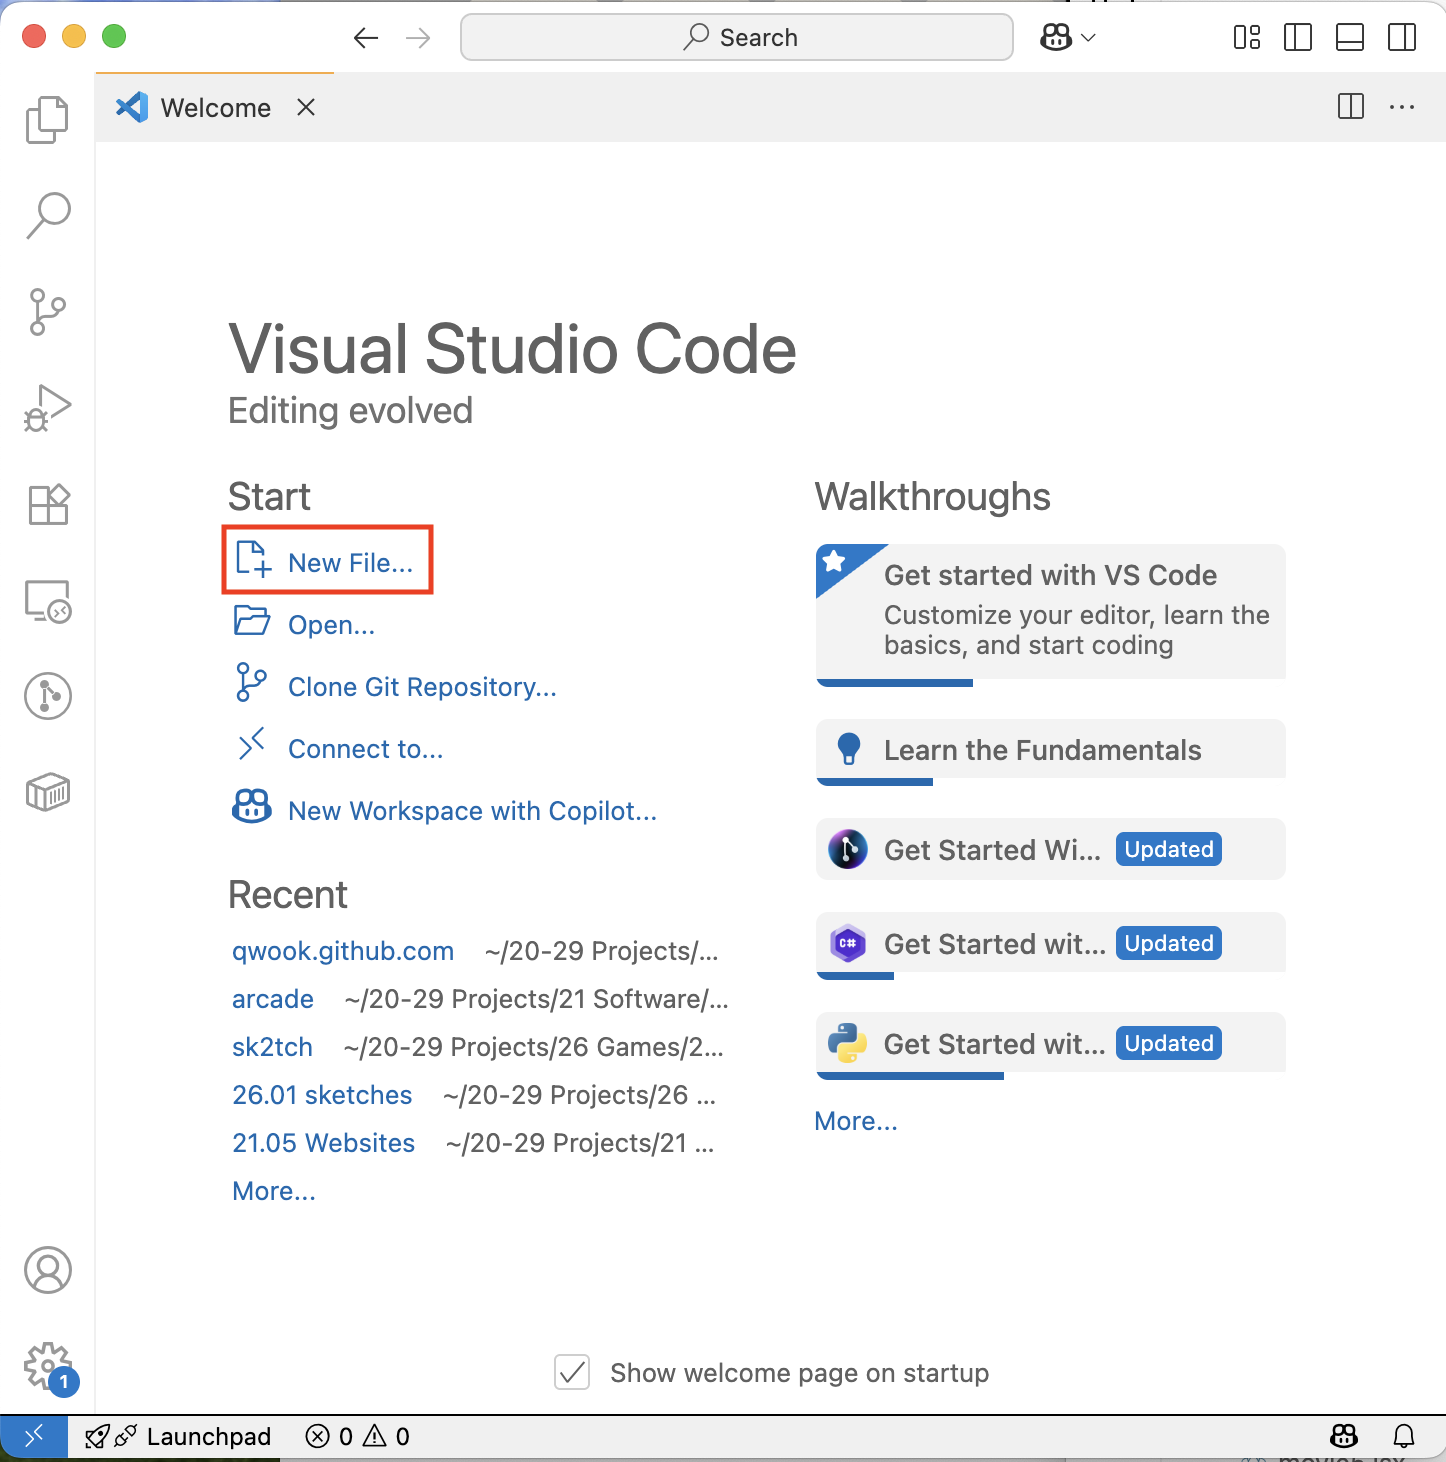 Search
Welcome
Visual Studio Code
Editing evolved
Start
New File...
Open...
Clone Git Repository...
Connect to...
New Workspace with Copilot...
Recent
qwook.github.com ~/20-29 Projects/...
arcade ~/20-29 Projects/21 Software/...
sk2tch ~/20-29 Projects/26 Games/2...
26.01 sketches ~/20-29 Projects/26 ...
21.05 Websites ~/20-29 Projects/21 ...
More...
Walkthroughs
Get started with VS Code
Customize your editor, learn the
basics, and start coding
Learn the Fundamentals
Get Started Wi... Updated
C# Get Started wit... Updated
Get Started wit... Updated
More...
Show welcome page on startup
1
Launchpad 0 0